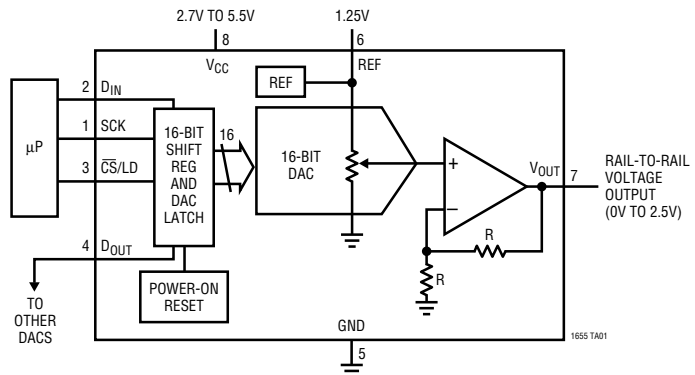 2.7V TO 5.5V
1.25V
8
6
VCC
REF
REF
2
DIN
1
SCK
µP
3
CS/LD
16-BIT
SHIFT
REG
AND
DAC
LATCH
16
16-BIT
DAC
+
–
VOUT
7
RAIL-TO-RAIL
VOLTAGE
OUTPUT
(0V TO 2.5V)
R
R
4
DOUT
POWER-ON
RESET
TO
OTHER
DACS
GND
5
1655 TA01